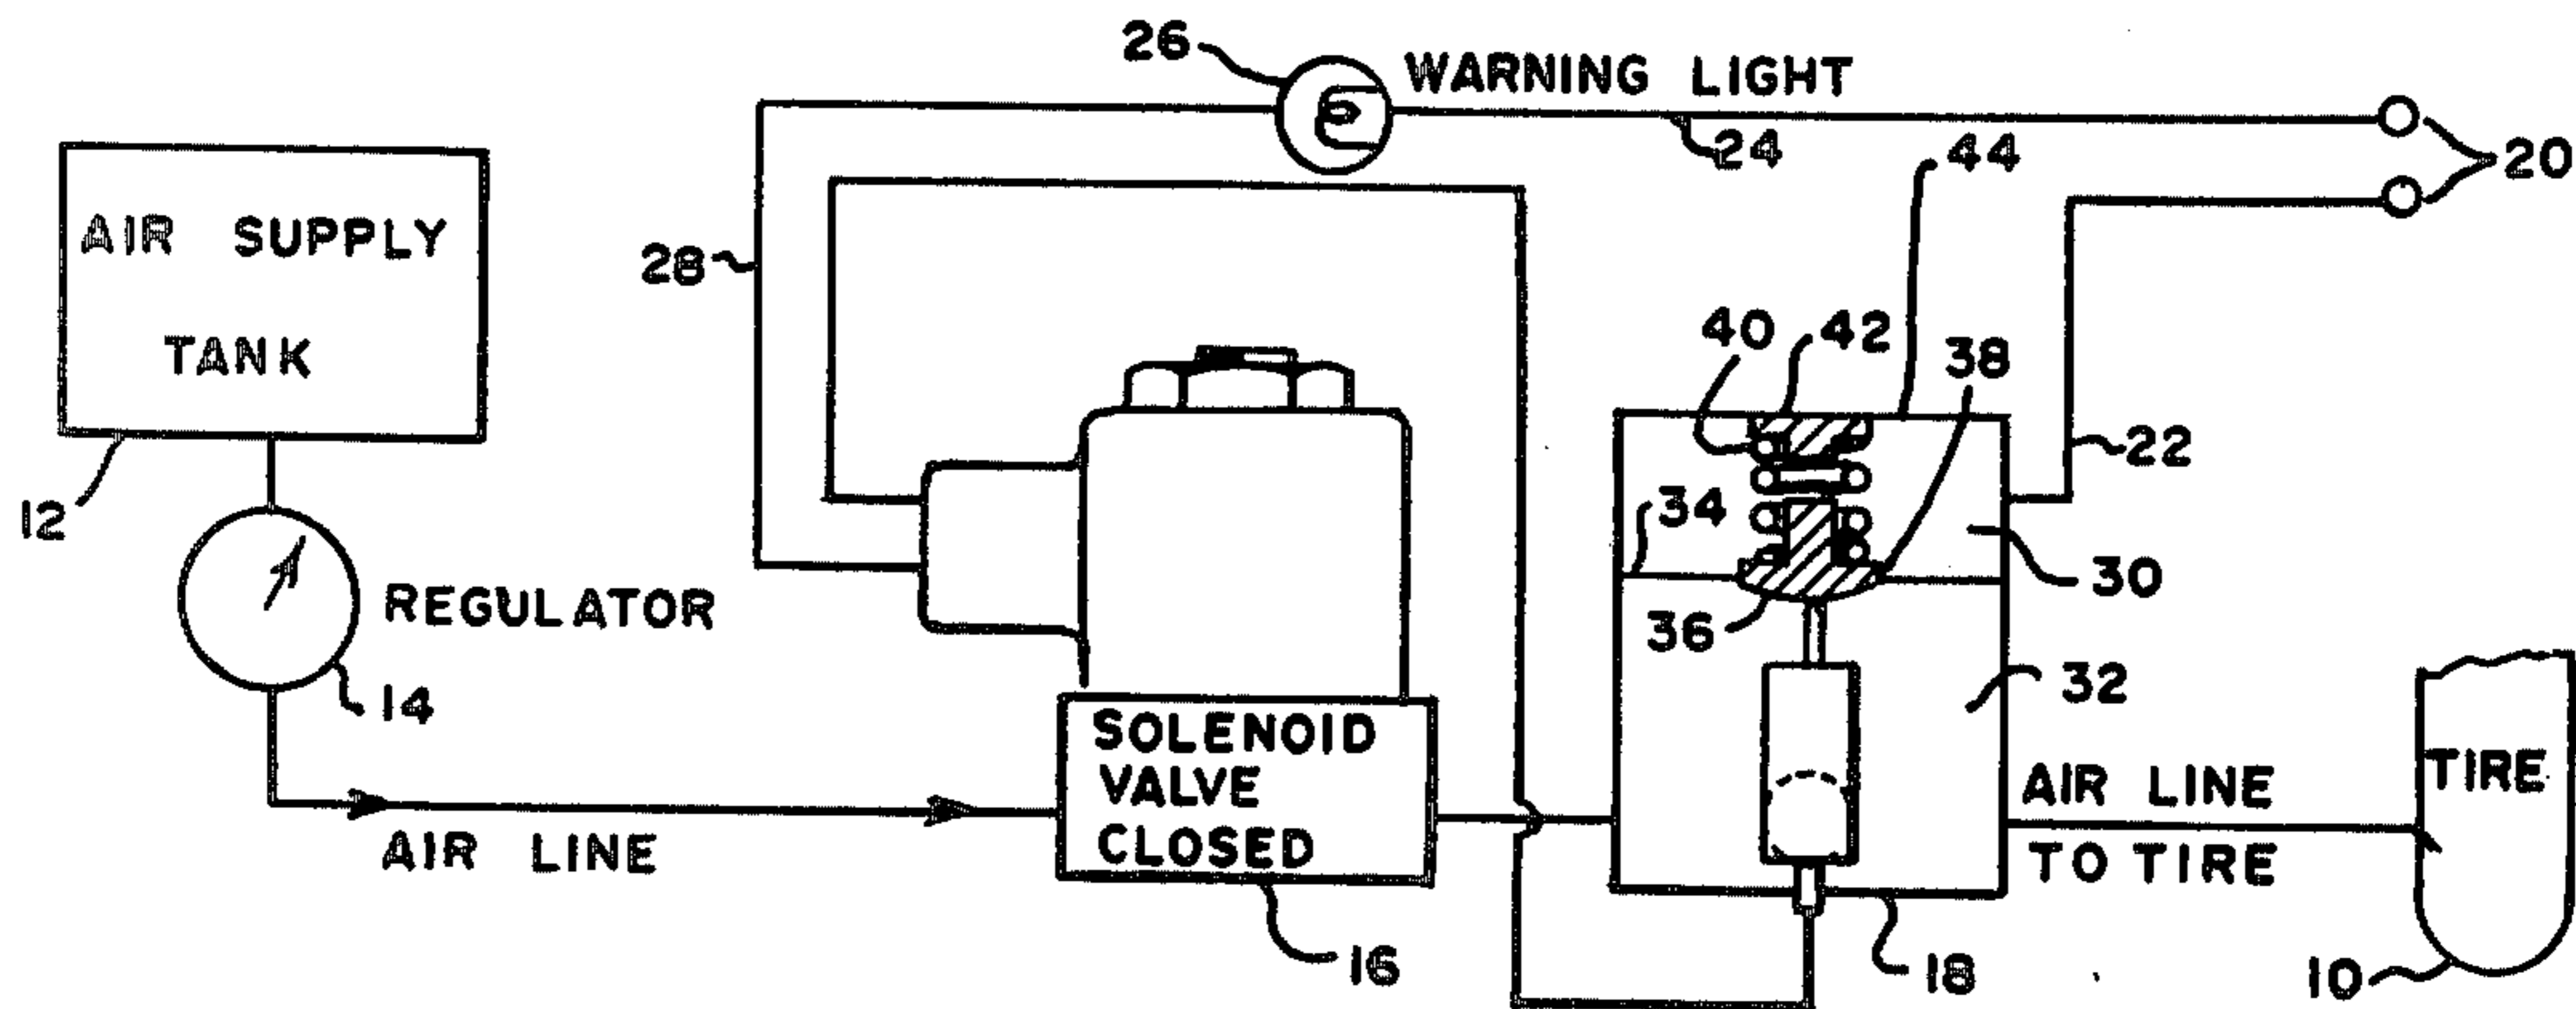 26
WARNING LIGHT
24
44
20
AIR SUPPLY
TANK
28
40
42
38
12
34
22
REGULATOR
30
36
14
32
SOLENOID
VALVE
CLOSED
AIR LINE
AIR LINE
TO TIRE
TIRE
16
18
10